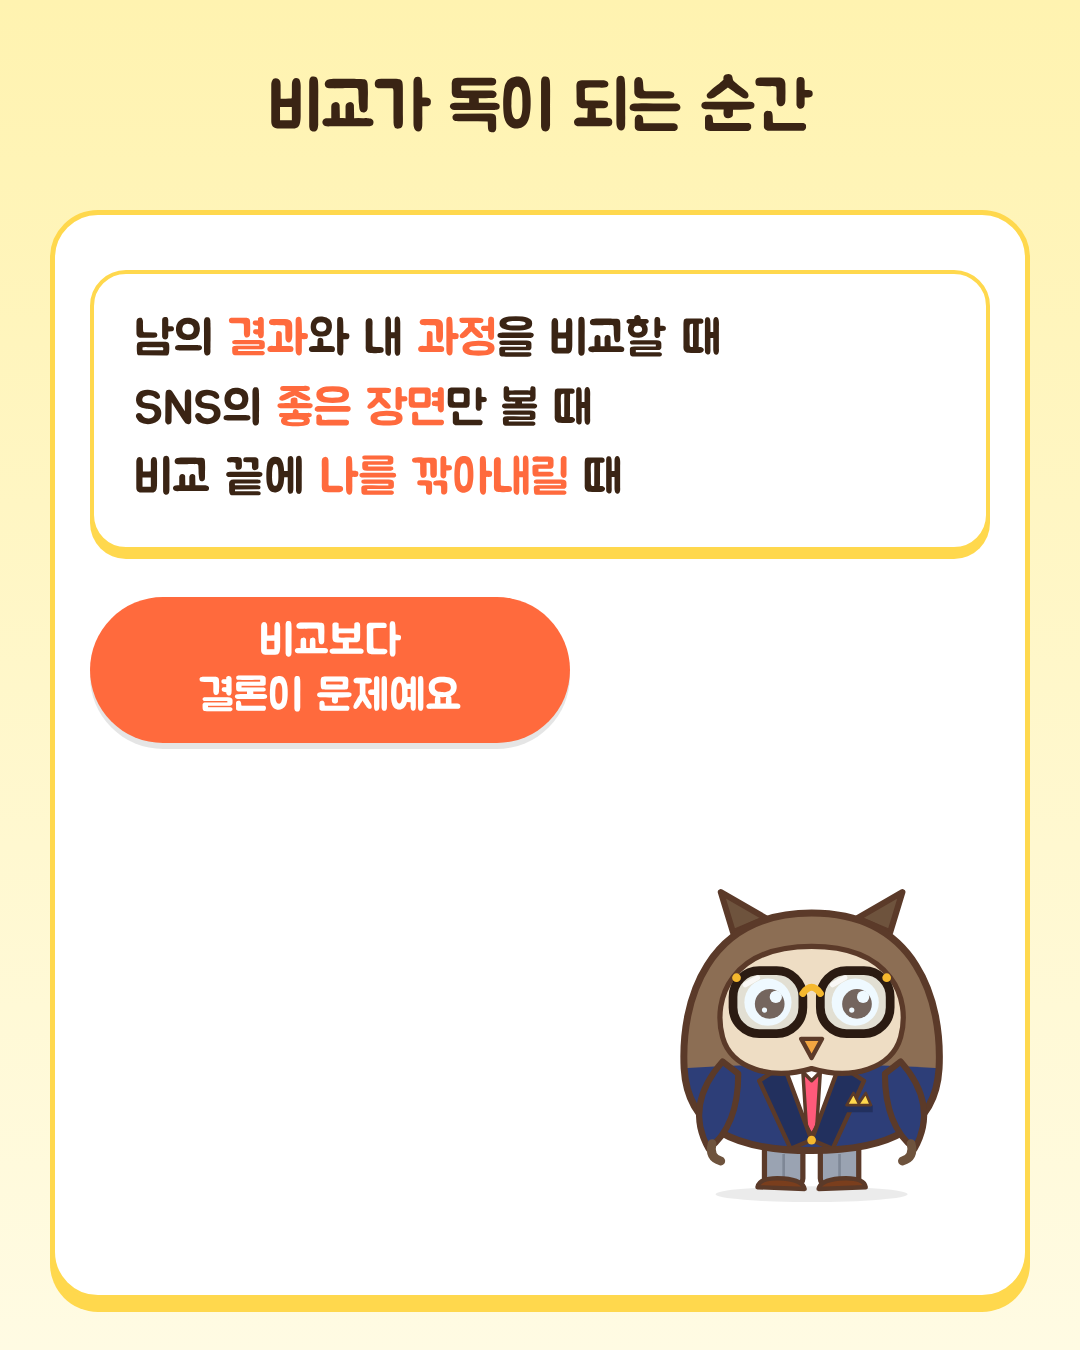 비교가 독이 되는 순간
남의 결과와 내 과정을 비교할 때
SNS의 좋은 장면만 볼 때
비교 끝에 나를 깎아내릴 때
비교보다
결론이 문제예요